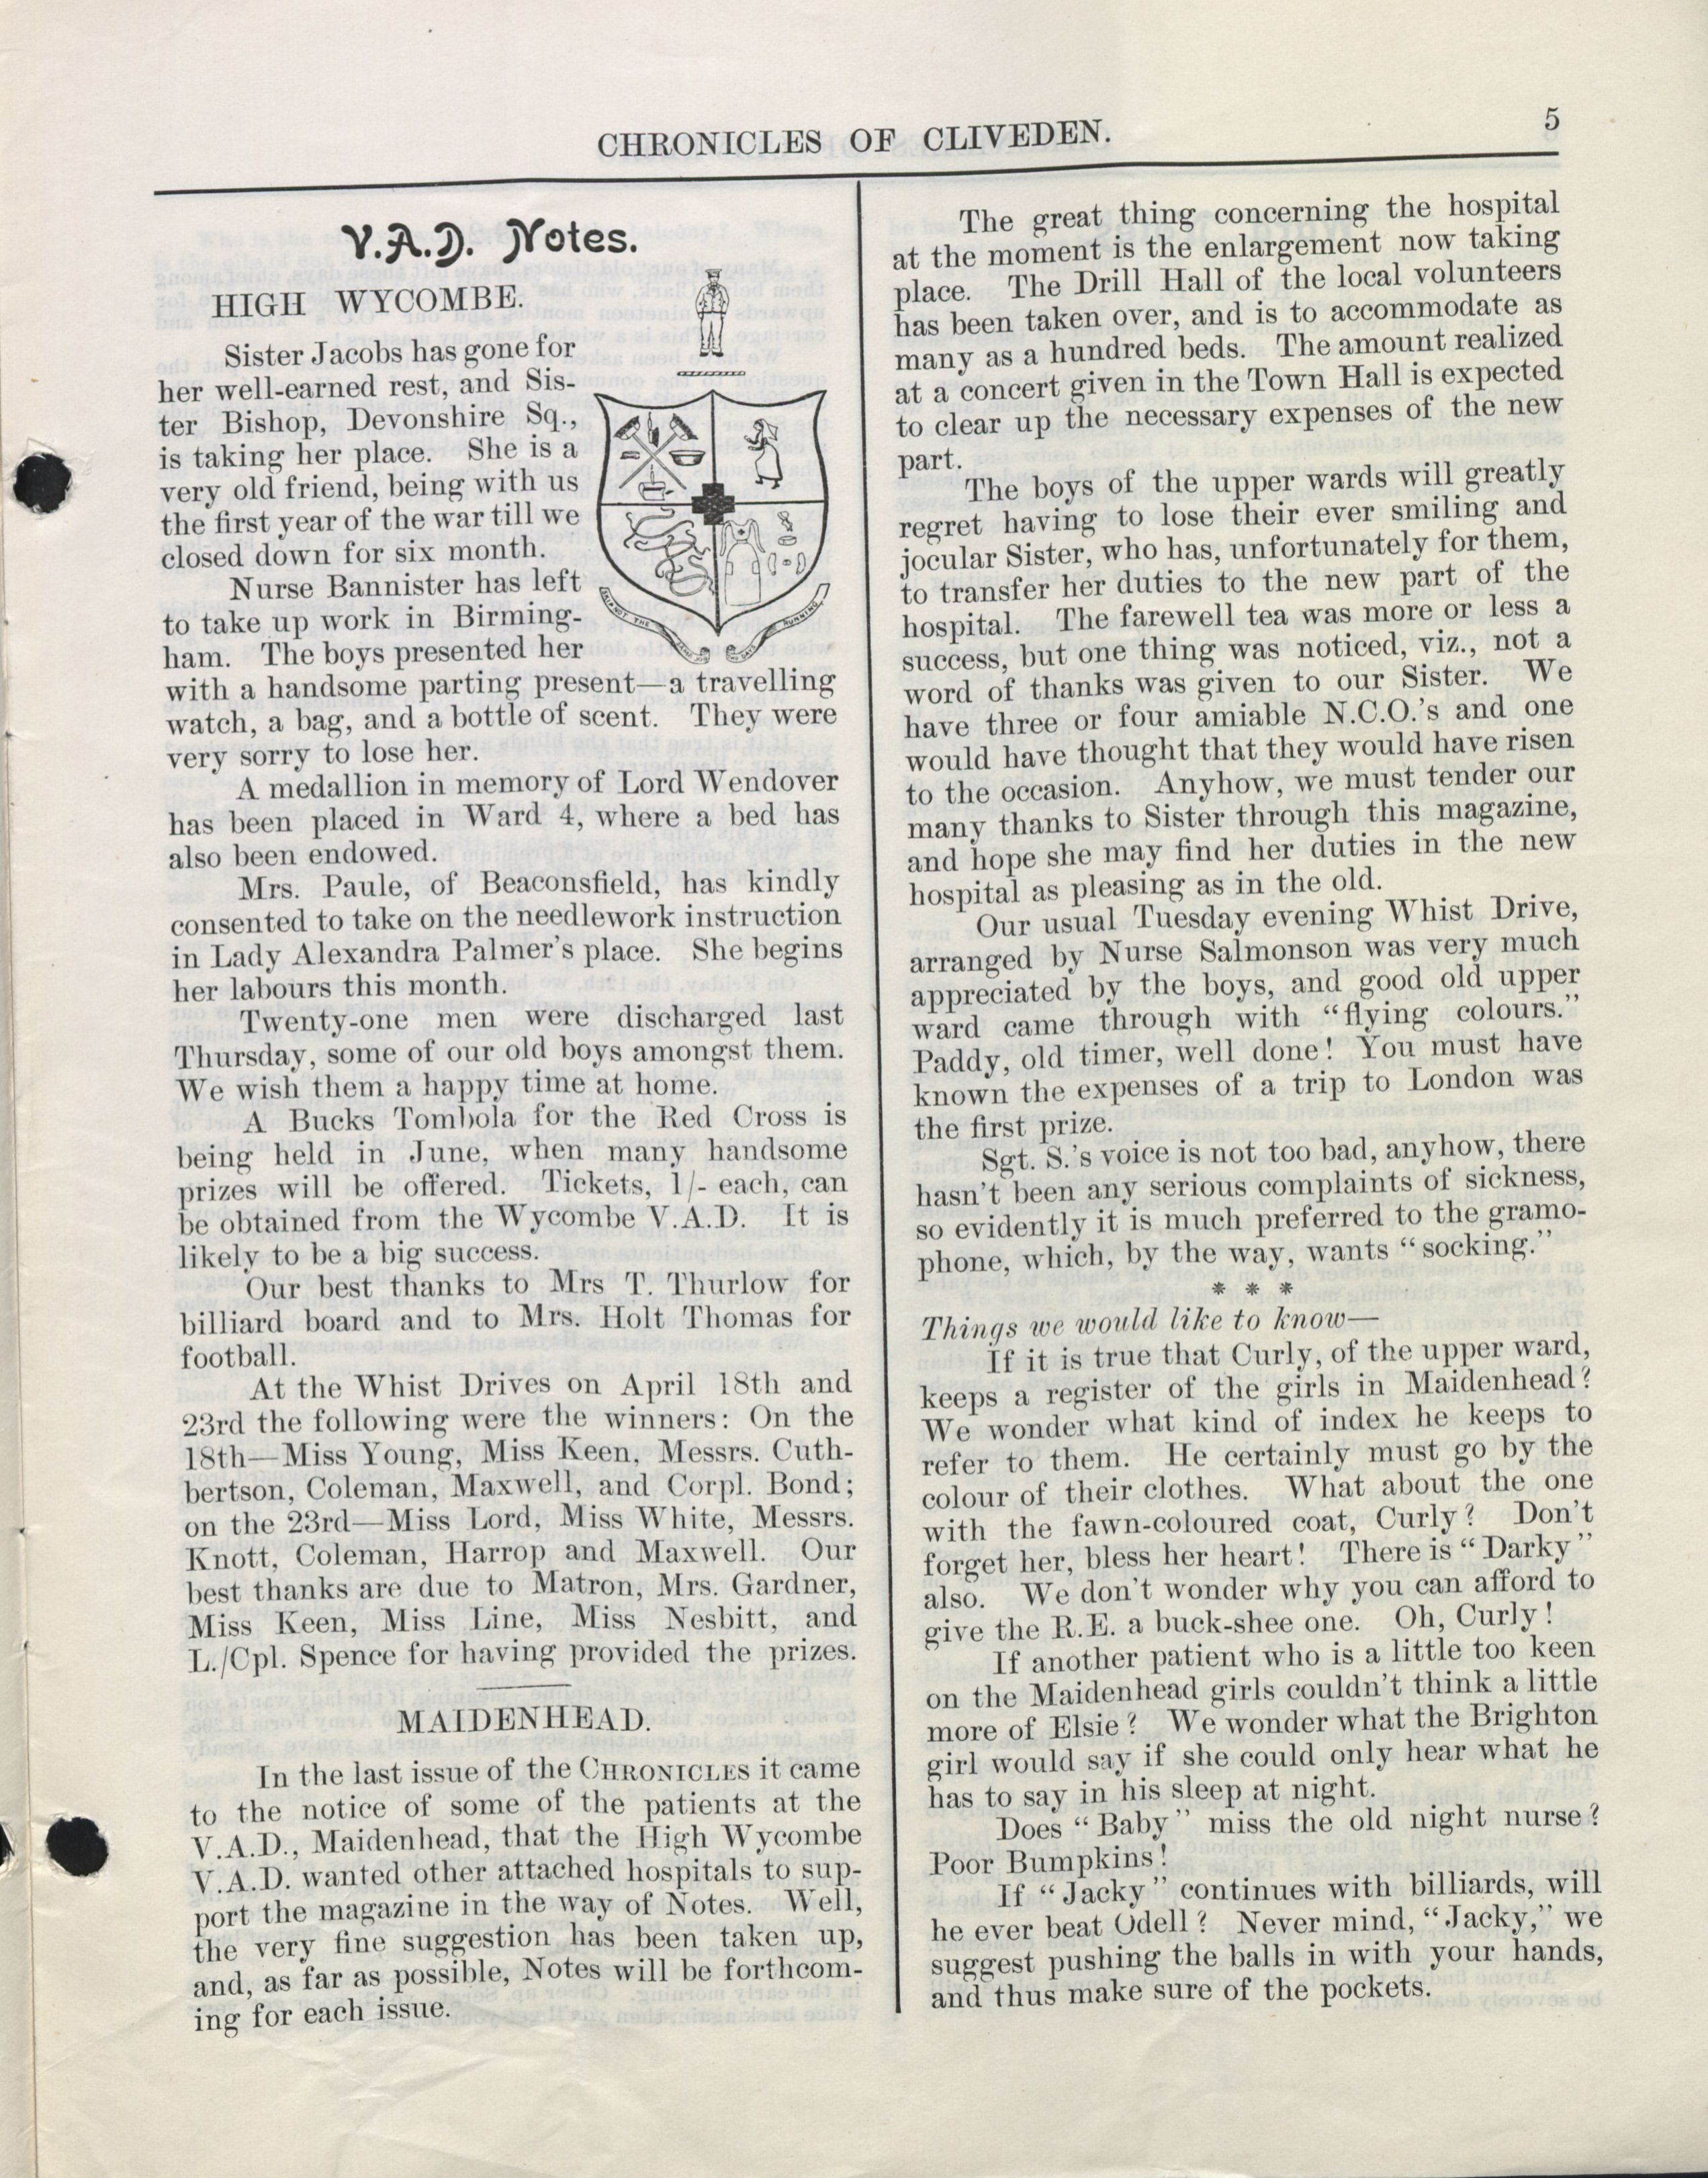 CHRONICLES OF CLIVEDEN.
5
V.A.D. Notes.
HIGH WYCOMBE.
Sister Jacobs has gone for
her well-earned rest, and Sis-
ter Bishop, Devonshire Sq.,
is taking her place. She is a
very old friend, being with us
the first year of the war till we
closed down for six month.
Nurse Bannister has left
to take up work in Birming-
ham. The boys presented her
with a handsome parting present—a travelling
watch, a bag, and a bottle of scent. They were
very sorry to lose her.
A medallion in memory of Lord Wendover
has been placed in Ward 4, where a bed has
also been endowed.
Mrs. Paule, of Beaconsfield, has kindly
consented to take on the needlework instruction
in Lady Alexandra Palmer's place. She begins
her labours this month.
Twenty-one men were discharged last
Thursday, some of our old boys amongst them.
We wish them a happy time at home.
A Bucks Tombola for the Red Cross is
being held in June, when many handsome
prizes will be offered. Tickets, 1/- each, can
be obtained from the Wycombe V.A.D. It is
likely to be a big success.
Our best thanks to Mrs T. Thurlow for
billiard board and to Mrs. Holt Thomas for
football.
At the Whist Drives on April 18th and
23rd the following were the winners: On the
18th—Miss Young, Miss Keen, Messrs. Cuth-
bertson, Coleman, Maxwell, and Corpl. Bond;
on the 23rd—Miss Lord, Miss White, Messrs.
Knott, Coleman, Harrop and Maxwell. Our
best thanks are due to Matron, Mrs. Gardner,
Miss Keen, Miss Line, Miss Nesbitt, and
L./Cpl. Spence for having provided the prizes.
MAIDENHEAD.
In the last issue of the CHRONICLES it came
to the notice of some of the patients at the
V.A.D., Maidenhead, that the High Wycombe
V.A.D. wanted other attached hospitals to sup-
port the magazine in the way of Notes. Well,
the very fine suggestion has been taken up,
and, as far as possible, Notes will be forthcom-
ing for each issue.
The great thing concerning the hospital
at the moment is the enlargement now taking
place. The Drill Hall of the local volunteers
has been taken over, and is to accommodate as
many as a hundred beds. The amount realized
at a concert given in the Town Hall is expected
to clear up the necessary expenses of the new
part.
The boys of the upper wards will greatly
regret having to lose their ever smiling and
jocular Sister, who has, unfortunately for them,
to transfer her duties to the new part of the
hospital. The farewell tea was more or less a
success, but one thing was noticed, viz., not a
word of thanks was given to our Sister. We
have three or four amiable N.C.O.'s and one
would have thought that they would have risen
to the occasion. Anyhow, we must tender our
many thanks to Sister through this magazine,
and hope she may find her duties in the new
hospital as pleasing as in the old.
Our usual Tuesday evening Whist Drive,
arranged by Nurse Salmonson was very much
appreciated by the boys, and good old upper
ward came through with "flying colours."
Paddy, old timer, well done! You must have
known the expenses of a trip to London was
the first prize.
Sgt. S.'s voice is not too bad, anyhow, there
hasn't been any serious complaints of sickness,
so evidently it is much preferred to the gramo-
phone, which, by the way, wants "socking."
* * *
Things we would like to know—
If it is true that Curly, of the upper ward,
keeps a register of the girls in Maidenhead?
We wonder what kind of index he keeps to
refer to them. He certainly must go by the
colour of their clothes. What about the one
with the fawn-coloured coat, Curly? Don't
forget her, bless her heart! There is "Darky"
also. We don't wonder why you can afford to
give the R.E. a buck-shee one. Oh, Curly!
If another patient who is a little too keen
on the Maidenhead girls couldn't think a little
more of Elsie? We wonder what the Brighton
girl would say if she could only hear what he
has to say in his sleep at night.
Does "Baby" miss the old night nurse?
Poor Bumpkins!
If "Jacky" continues with billiards, will
he ever beat Odell? Never mind, "Jacky," we
suggest pushing the balls in with your hands,
and thus make sure of the pockets.